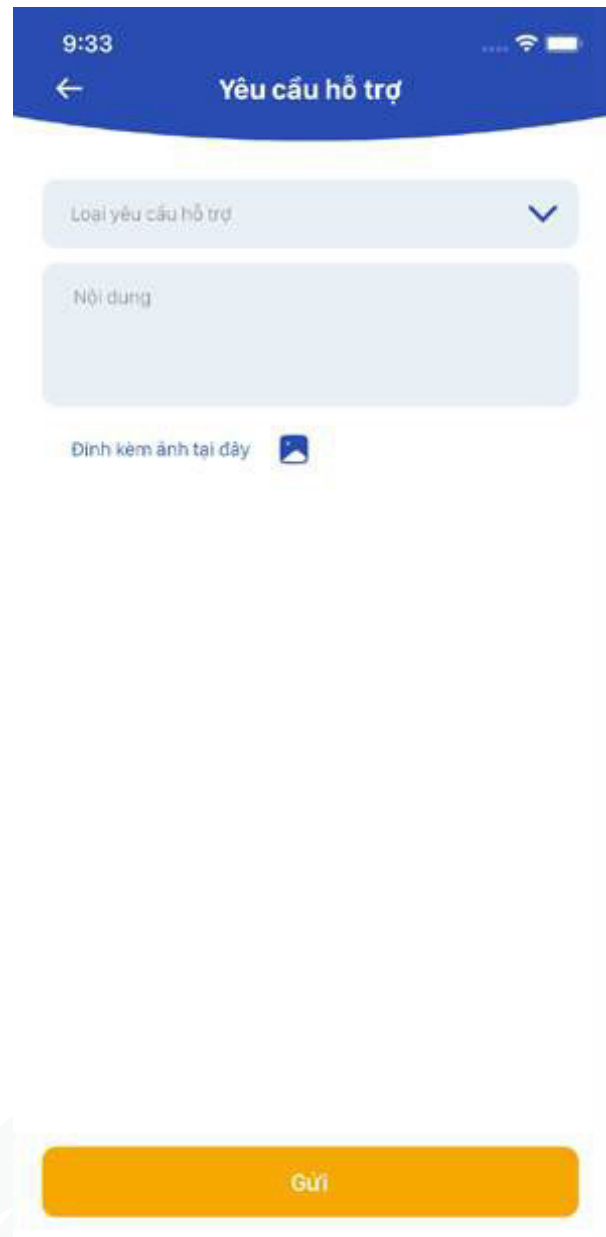 9:33
Yêu cầu hỗ trợ
Loại yêu cầu hỗ trợ
Nội dung
Đính kèm ảnh tại đây
Gửi